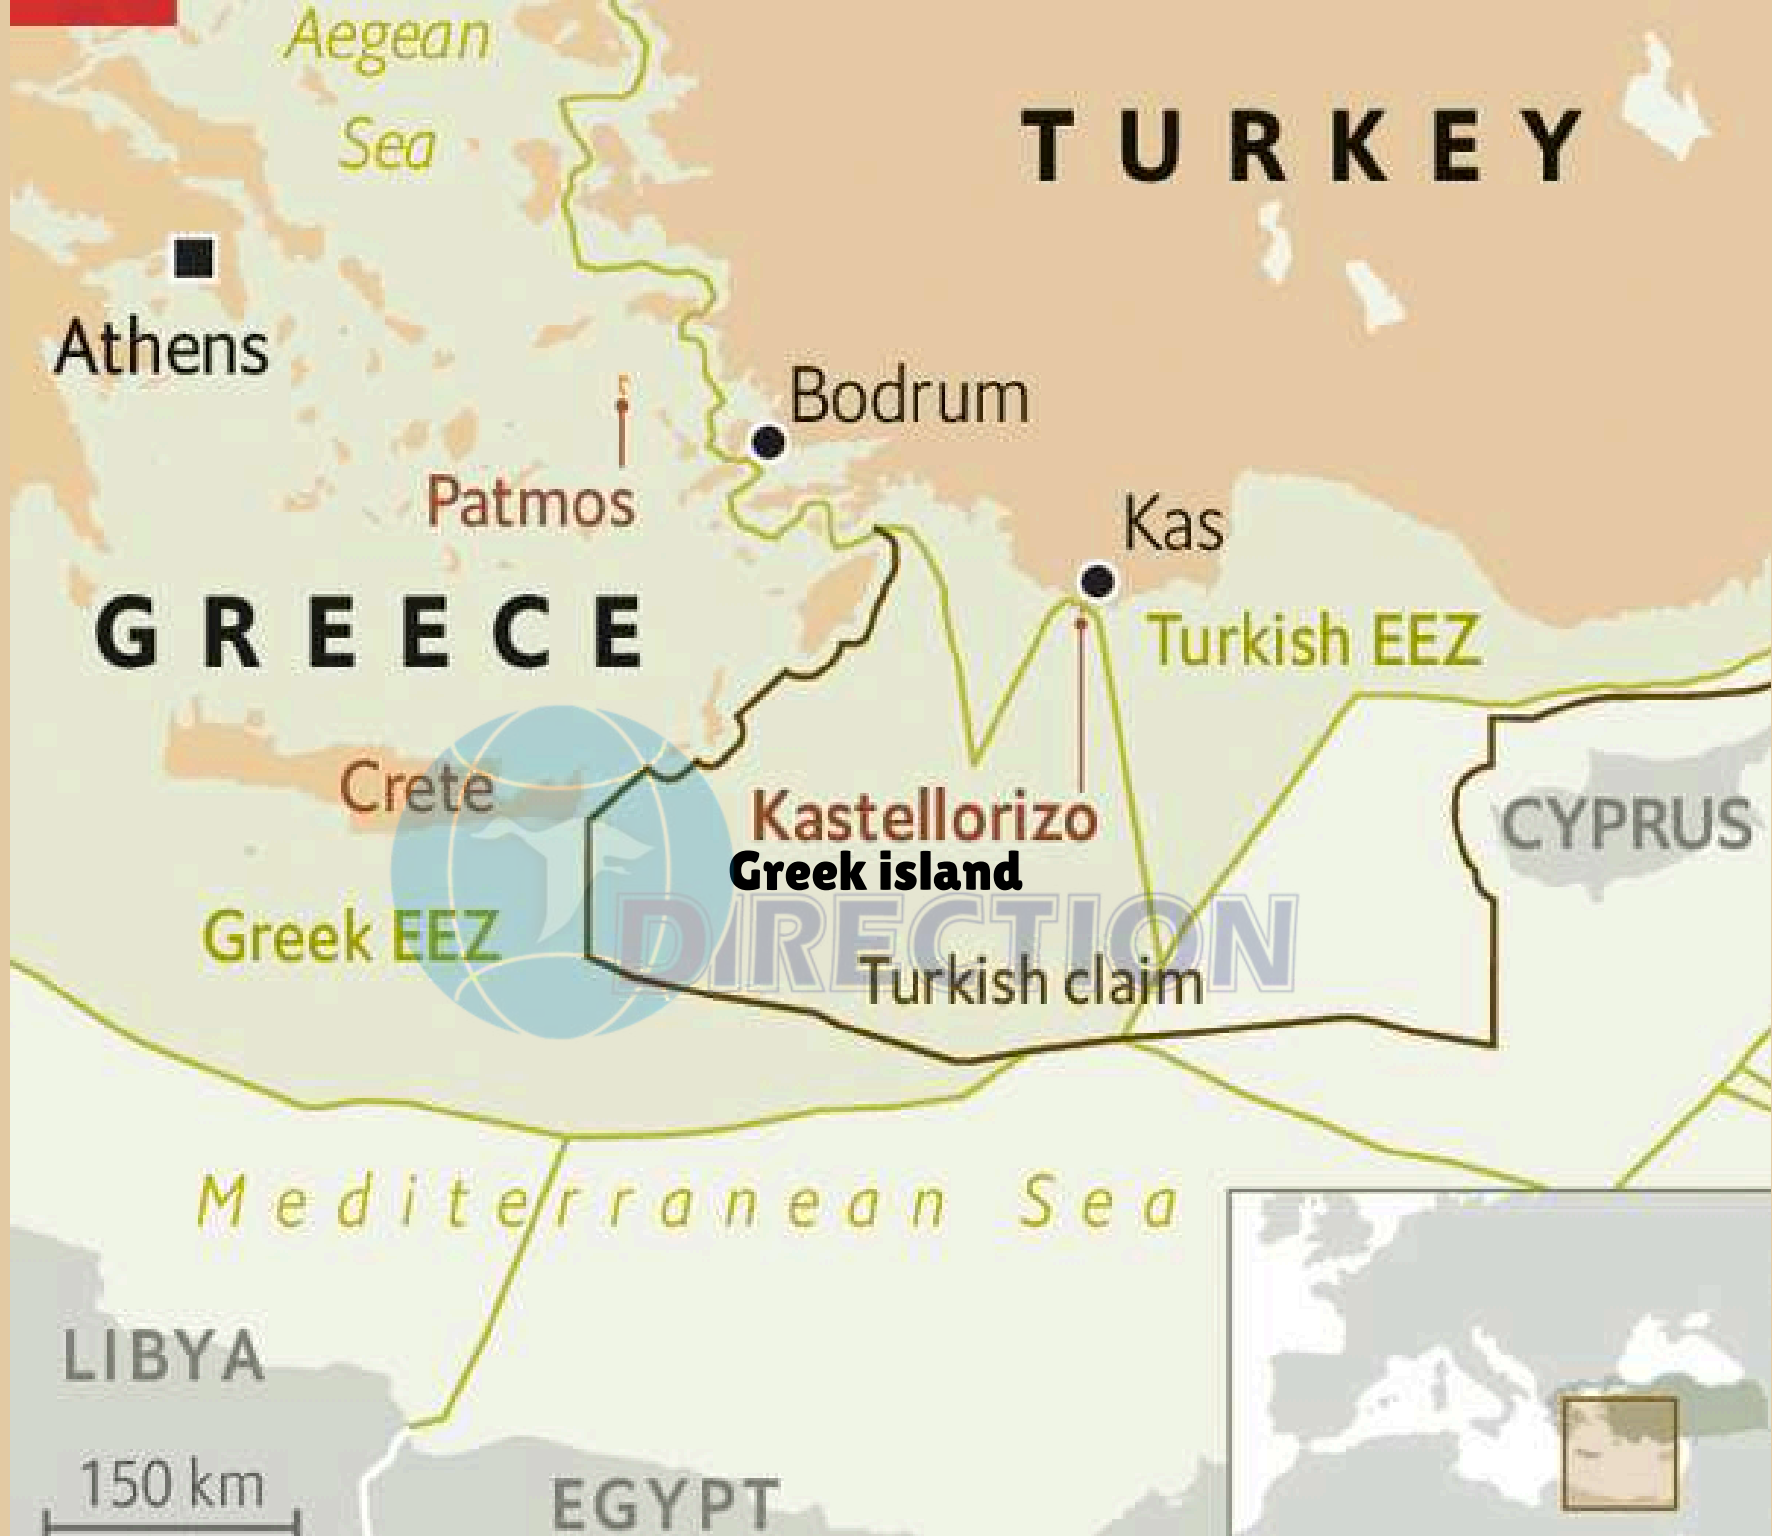 Aegean
Sea
TURKEY
Athens
Bodrum
Patmos
Kas
GREECE
Turkish EEZ
Crete
Kastellorizo
Greek island
CYPRUS
Greek EEZ
DIRECTION
Turkish claim
Mediterranean Sea
LIBYA
150 km
EGYPT